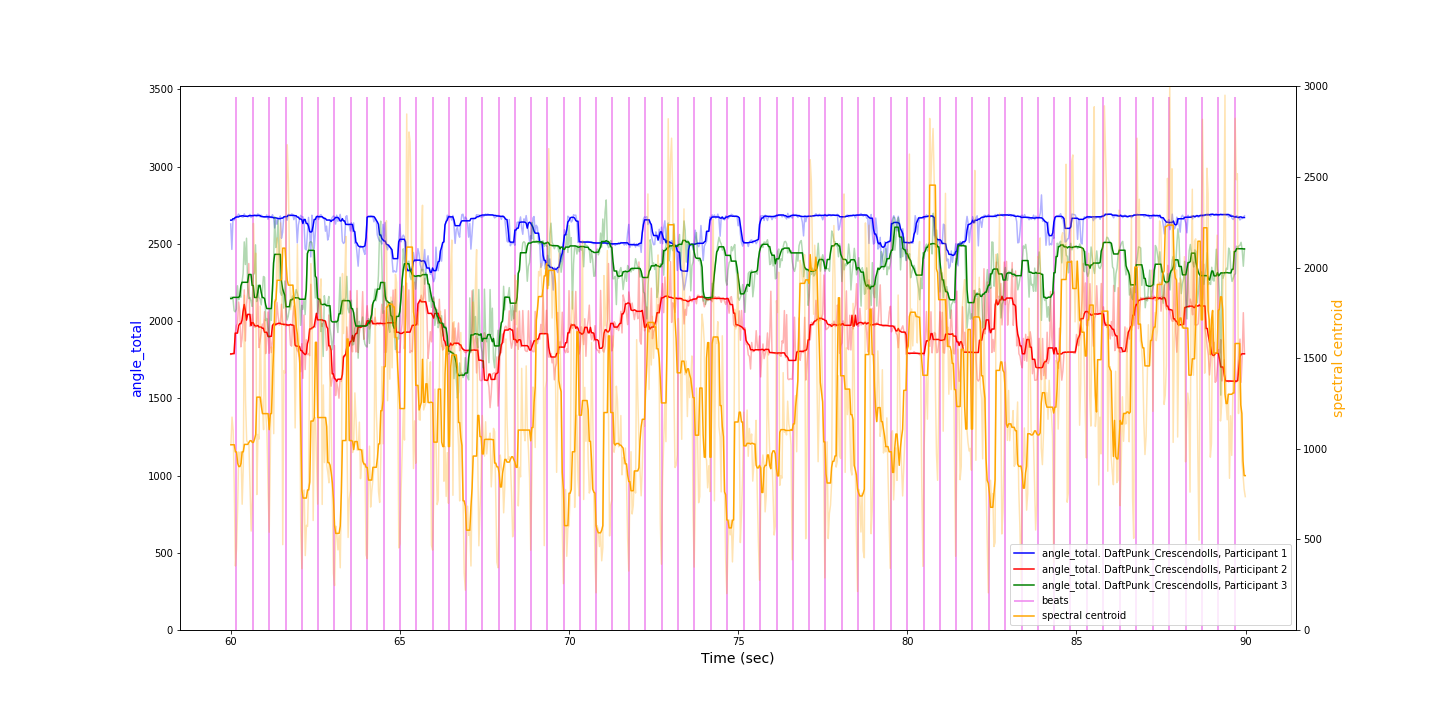 3500
3000
2500
2000
1500
1000
500
0
angle_total
3000
2500
2000
1500
1000
500
0
spectral centroid
angle_total. DaftPunk_Crescendolls, Participant 1
angle_total. DaftPunk_Crescendolls, Participant 2
angle_total. DaftPunk_Crescendolls, Participant 3
beats
spectral centroid
60 65 70 75 80 85 90
Time (sec)